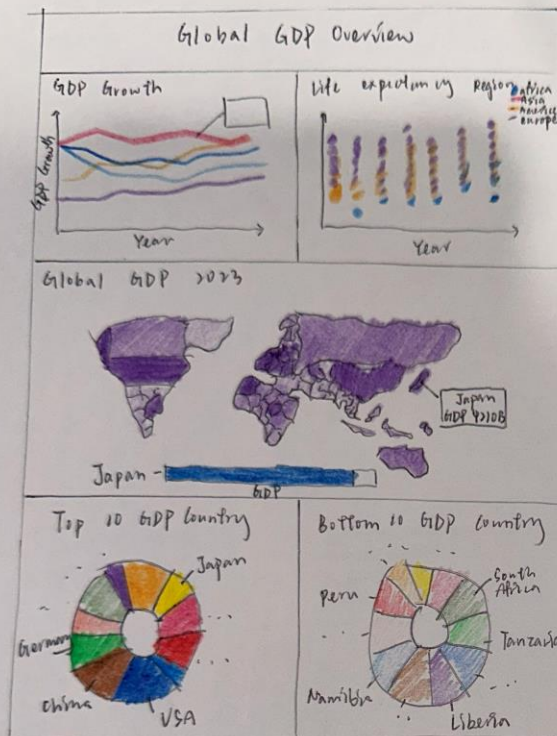 Global GDP Overview
GDP Growth
GDP Growth
Year
Life expectancy Region
africa
Asia
America
europe
Year
Global GDP 2023
Japan
GDP 4210B
Japan
GDP
Top 10 GDP Country
Japan
Germany
China
USA
Bottom 10 GDP Country
Peru
South
Africa
Tanzania
Namibia
Liberia